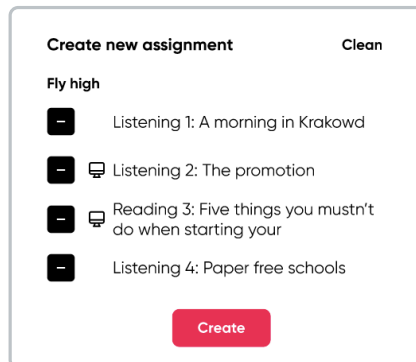 Create new assignment Clean
Fly high
Listening 1: A morning in Krakowd
Listening 2: The promotion
Reading 3: Five things you mustn't
do when starting your
Listening 4: Paper free schools
Create